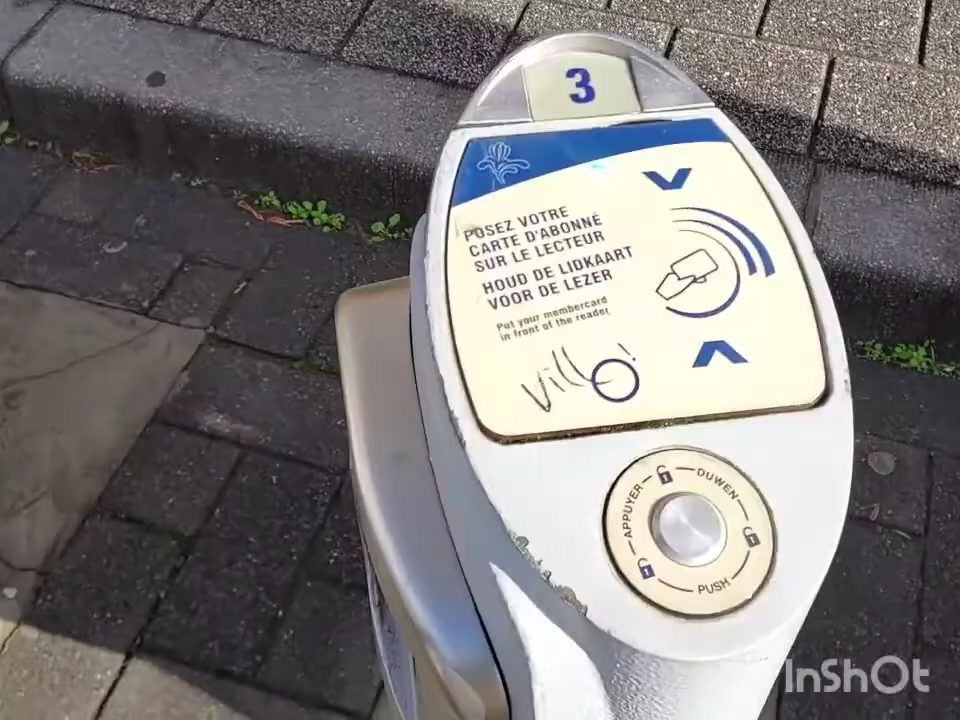 3
POSEZ VOTRE
CARTE D'ABONNÉ
SUR LE LECTEUR
HOUD DE LIDKAART
VOOR DE LEZER
Put your membercard
in front of the reader
Villo!
APPUYER
DUWEN
PUSH
InShOt